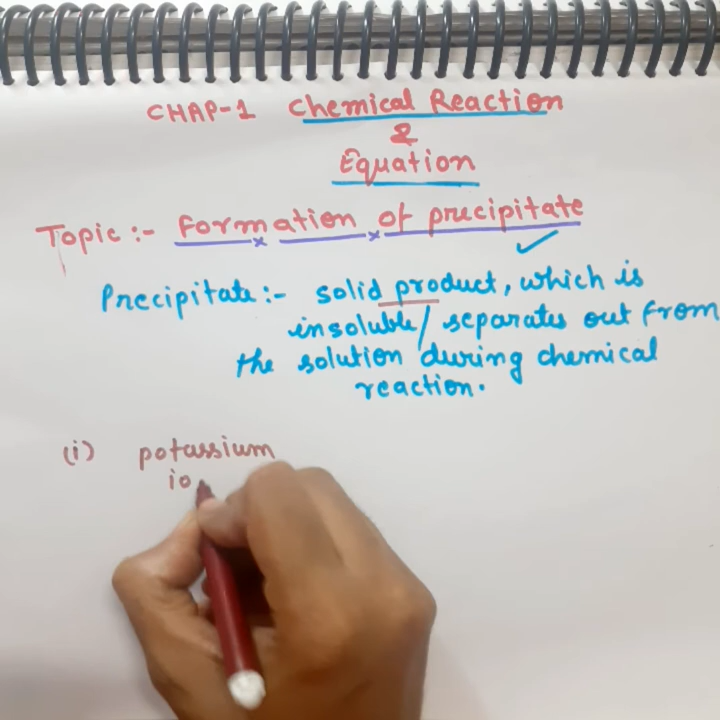 CHAP-1 Chemical Reaction
&
Equation
Topic :- Formation of precipitate
Precipitate :- solid product, which is
insoluble/ separates out from
the solution during chemical
reaction.
(i) potassium
io